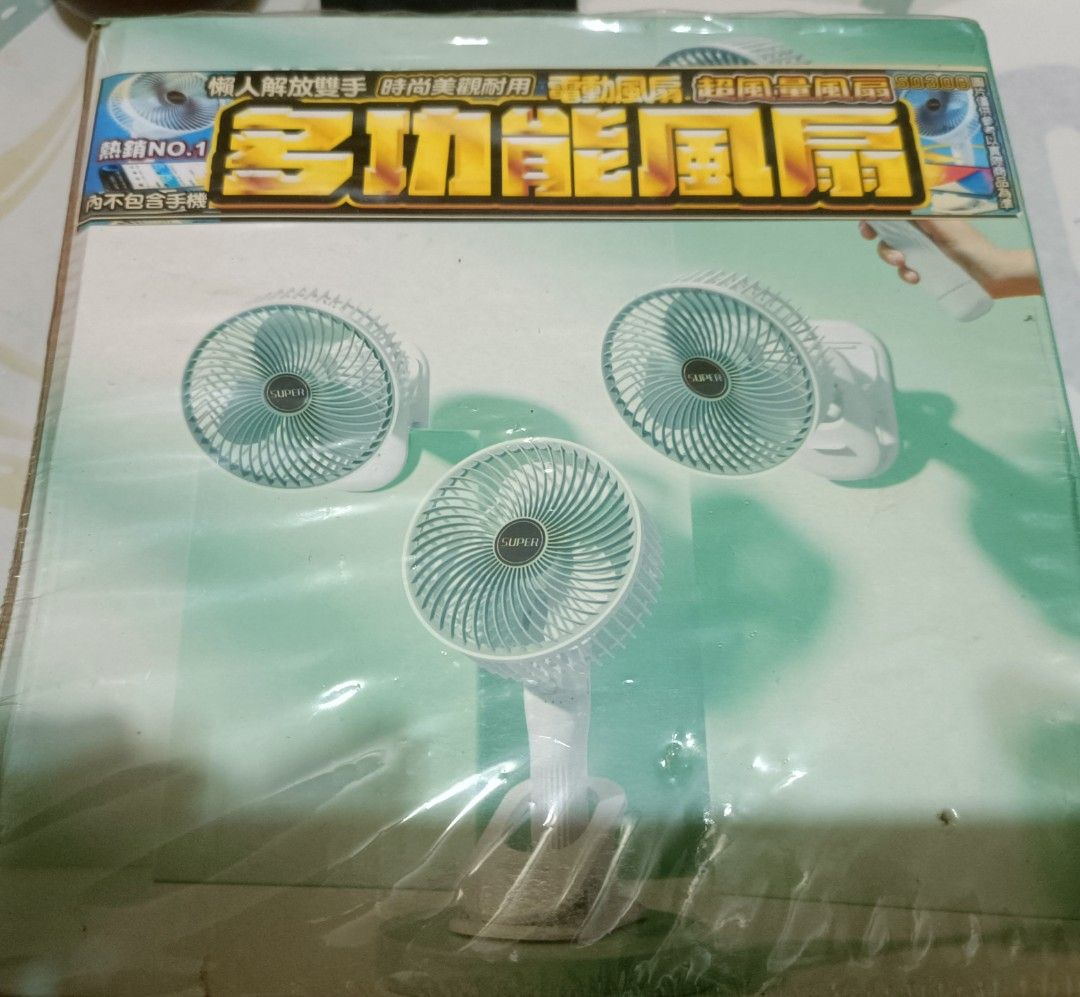 懶人解放雙手 時尚美觀耐用 電動風扇 超風量風扇
熱銷NO.1
多功能風扇
內不包含手機
SUPER
SUPER
SUPER